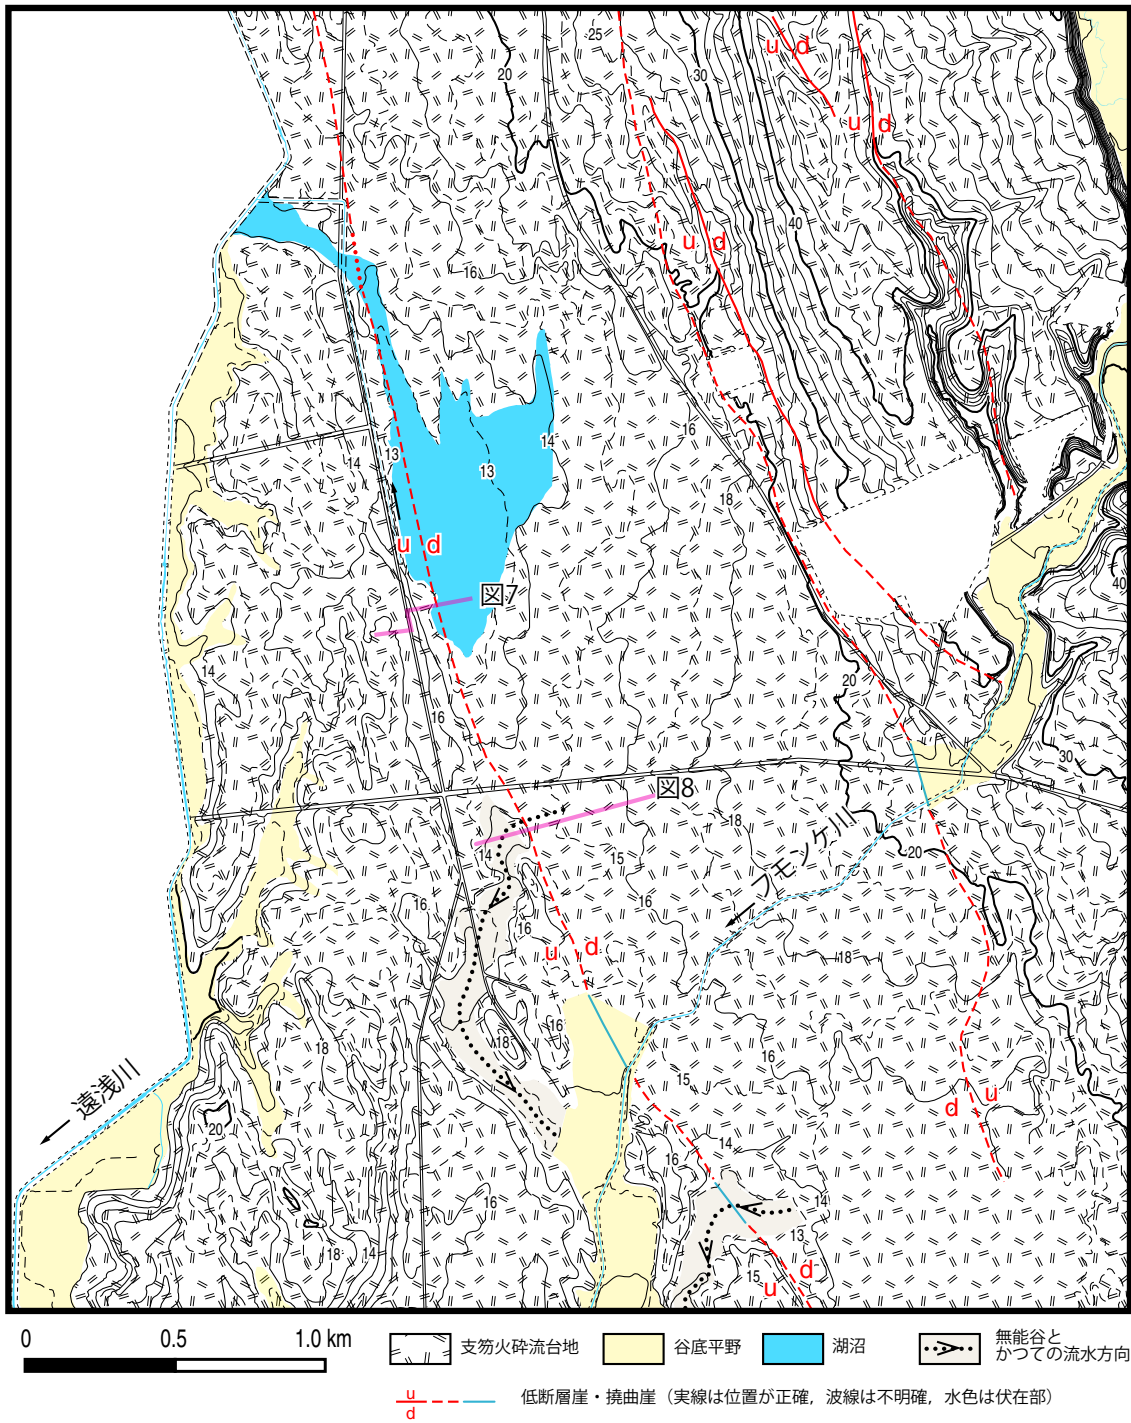 25
20
30
u d
u d
40
u d
16
14
13
13
14
16
18
40
u d
図7
14
16
20
30
図8
18
フモンケ川
14
15
20
16
16
16
u d
18
16
18
18
16
15
遠浅川
20
14
16
d u
16
14
13
18
14
15
u d
0 0.5 1.0 km
支笏火砕流台地
谷底平野
湖沼
無能谷と
かつての流水方向
u
d
低断層崖・撓曲崖(実線は位置が正確,波線は不明確,水色は伏在部)